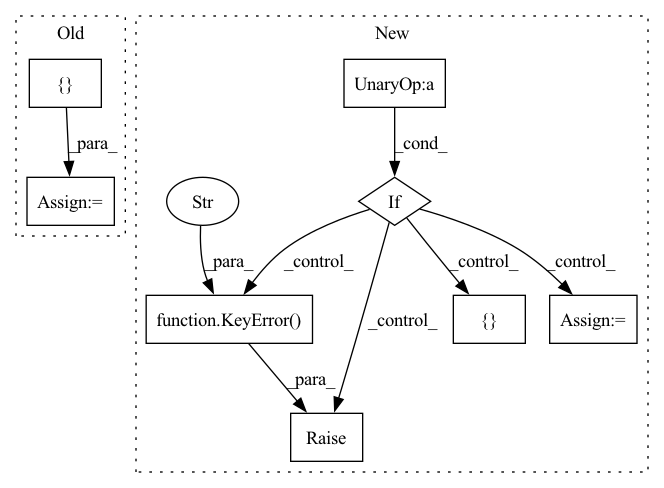 Old
New
{}
UnaryOp:a
_para_
_cond_
Assign:=
Str
If
_para_
_control_
_control_
_control_
function.KeyError()
_control_
{}
Assign:=
_para_
Raise